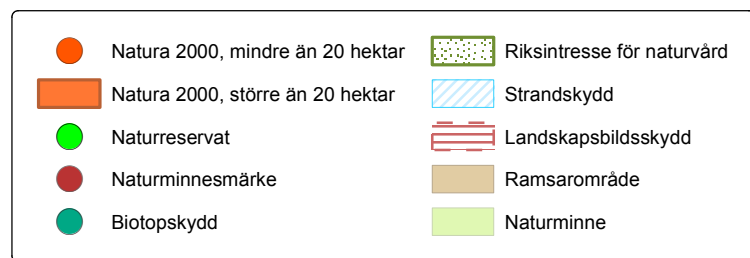 Natura 2000, mindre än 20 hektar
Natura 2000, större än 20 hektar
Naturreservat
Naturminnesmärke
Biotopskydd
Riksintresse för naturvård
Strandskydd
Landskapsbildsskydd
Ramsarområde
Naturminne